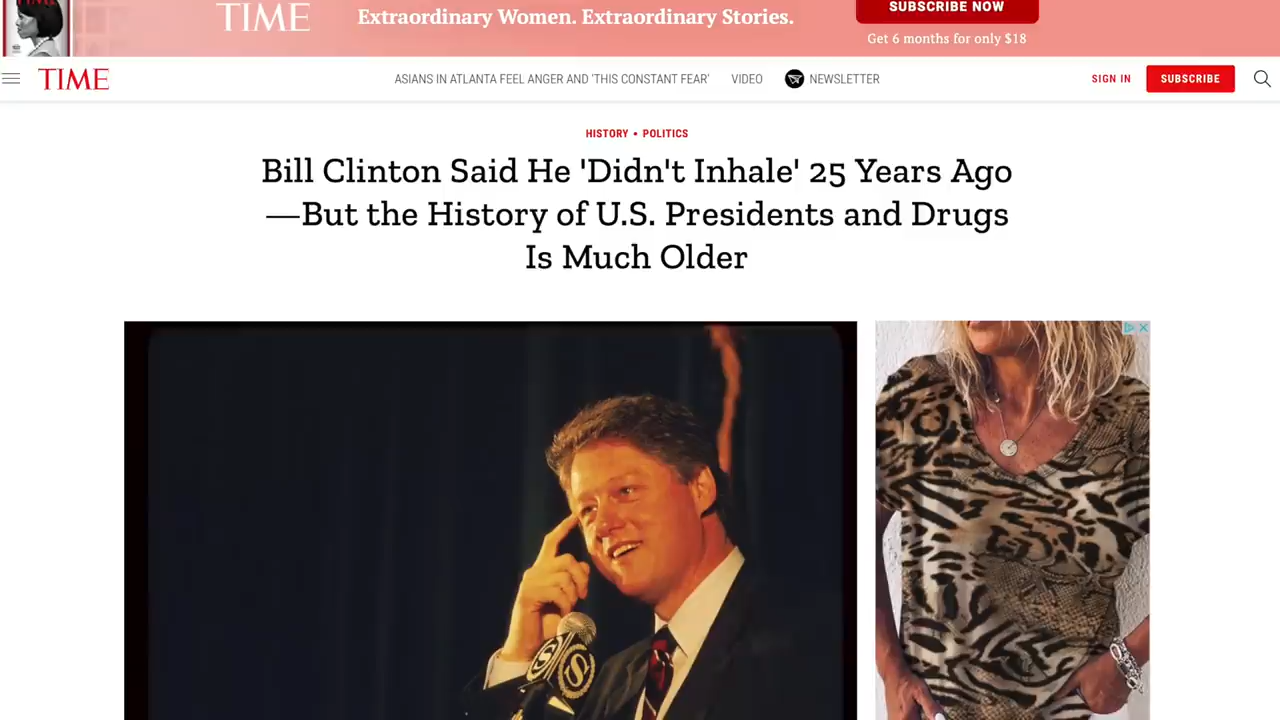 TIME
TIME
Extraordinary Women. Extraordinary Stories.
SUBSCRIBE NOW
Get 6 months for only $18
TIME
ASIANS IN ATLANTA FEEL ANGER AND 'THIS CONSTANT FEAR'
VIDEO
NEWSLETTER
SIGN IN
SUBSCRIBE
HISTORY • POLITICS
Bill Clinton Said He 'Didn't Inhale' 25 Years Ago
—But the History of U.S. Presidents and Drugs
Is Much Older
S
S